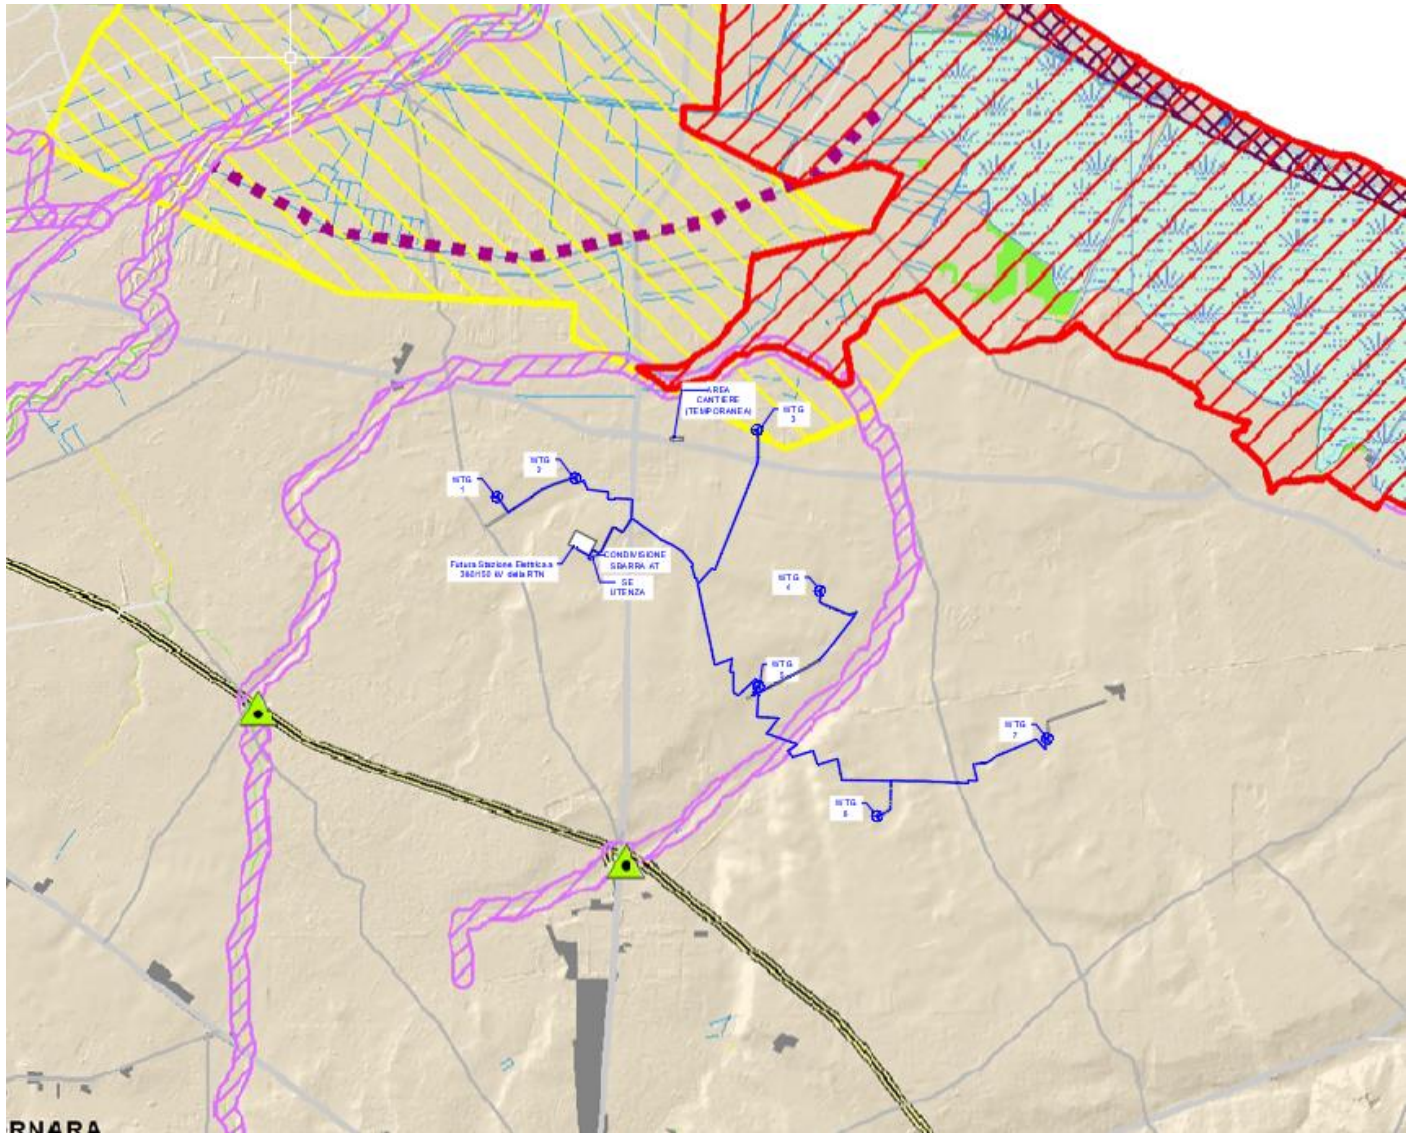 AREA
CANTIERE
(TEMPORANEA)
WTG
3
WTG
2
WTG
1
CONDIVISIONE
SBARRA AT
Futura Stazione Elettrica a
380/150 kV della RTN
SE
UTENZA
WTG
4
WTG
5
WTG
7
WTG
6
RNARA